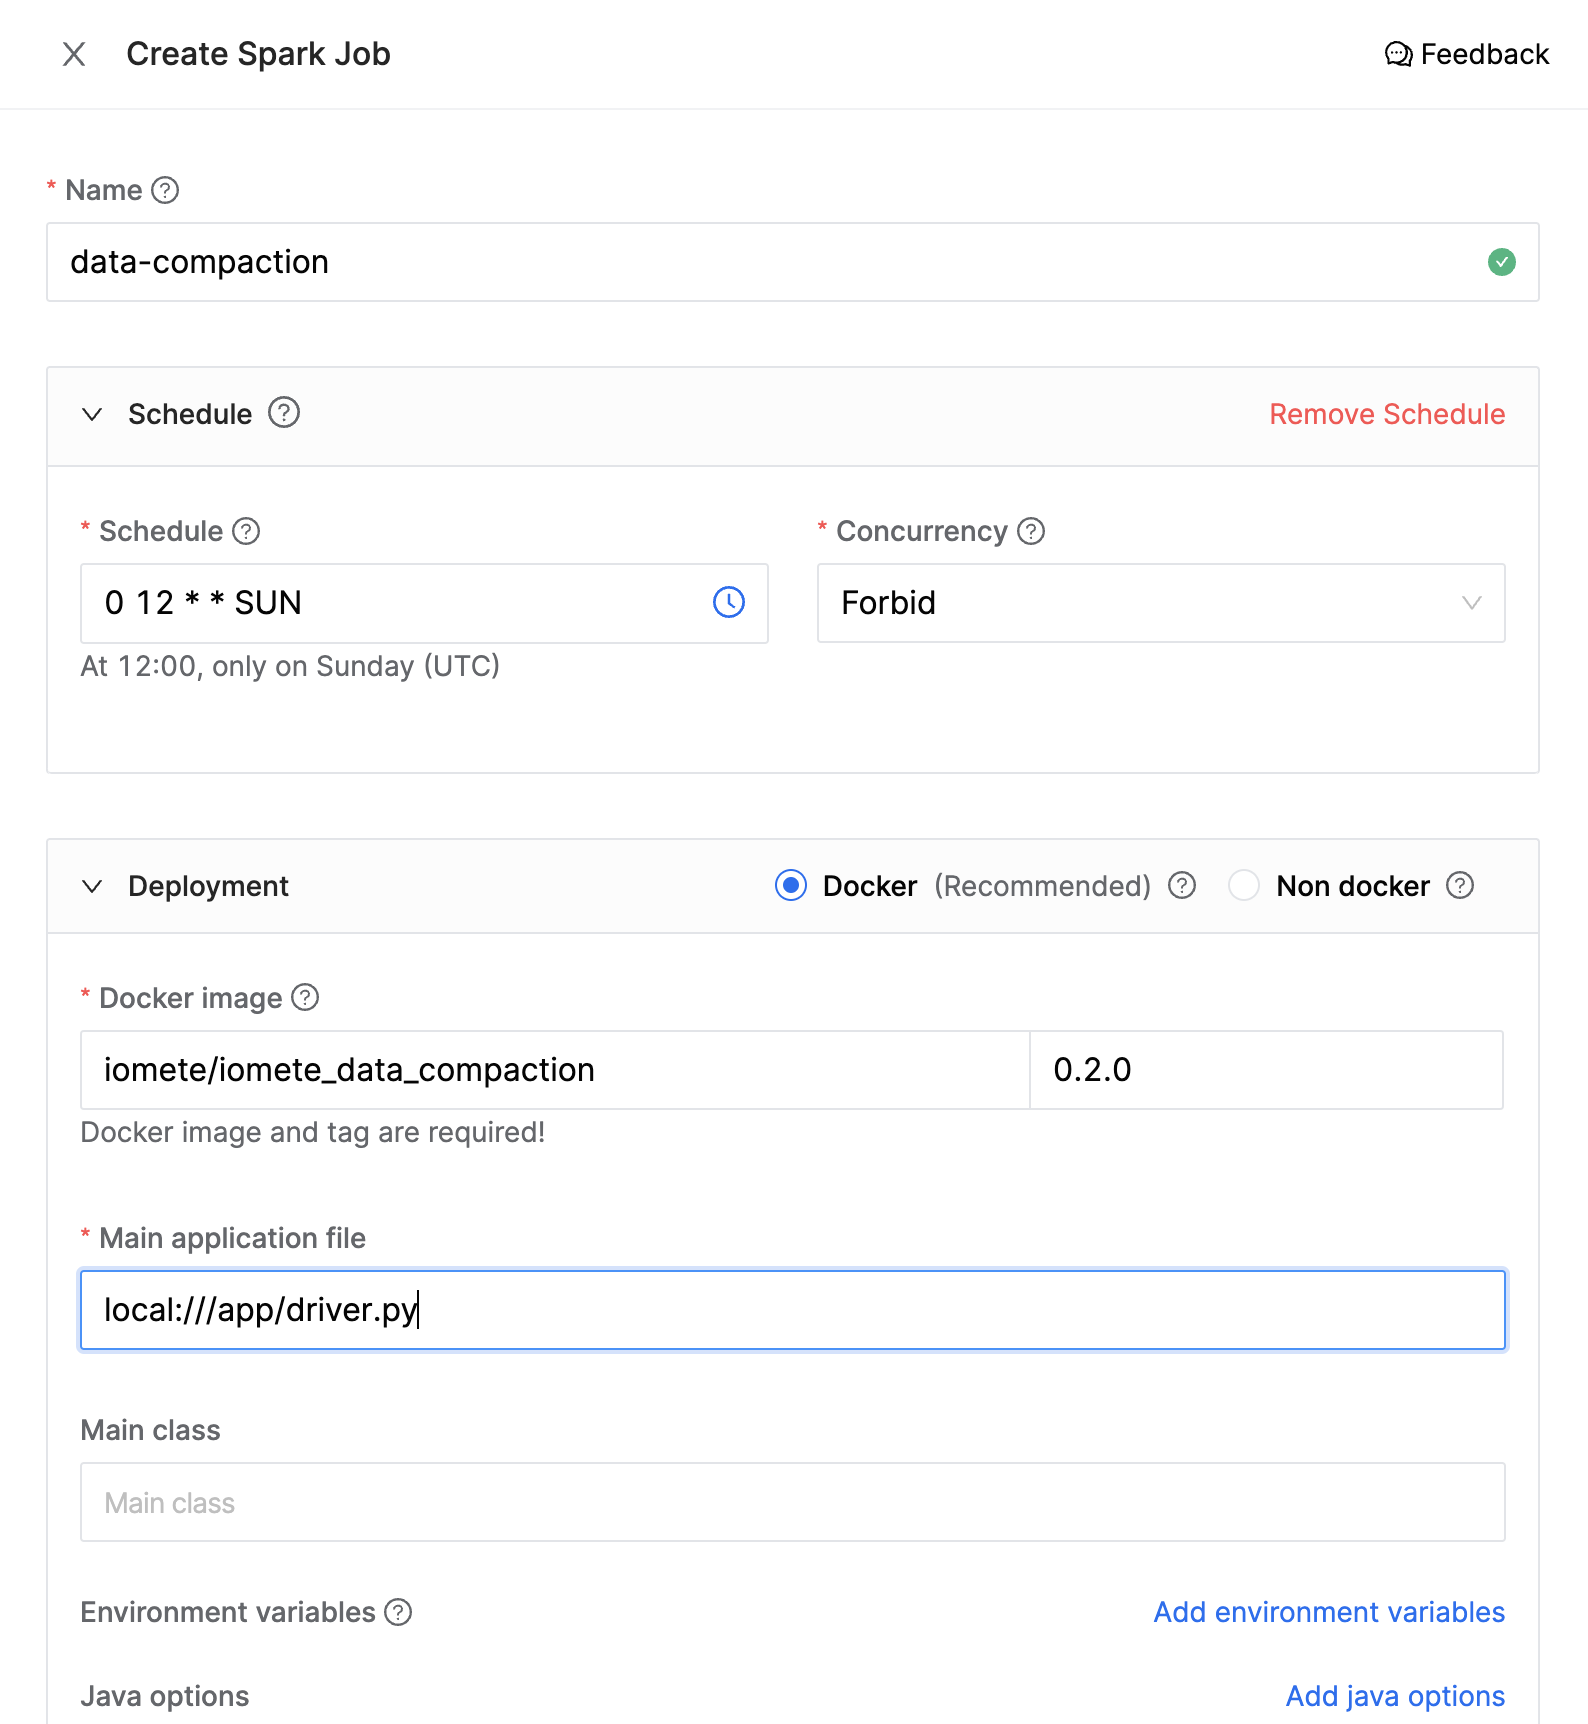 Create Spark Job
Feedback
* Name
data-compaction
Schedule
Remove Schedule
* Schedule
* Concurrency
0 12 * * SUN
Forbid
At 12:00, only on Sunday (UTC)
Deployment
Docker (Recommended)
Non docker
* Docker image
iomete/iomete_data_compaction
0.2.0
Docker image and tag are required!
* Main application file
local:///app/driver.py
Main class
Main class
Environment variables
Add environment variables
Java options
Add java options